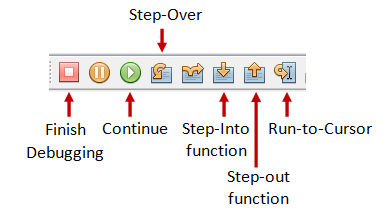 Step-Over
Finish
Debugging
Continue
Step-Into
function
Run-to-Cursor
Step-out
function